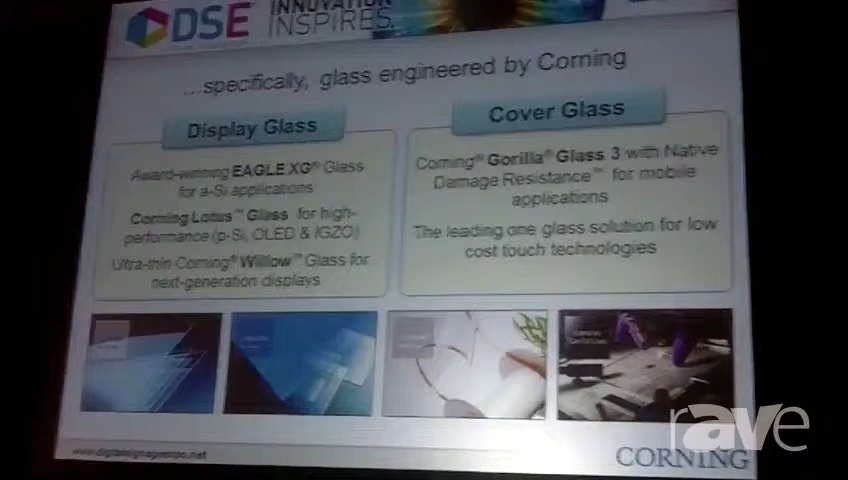 DSE INNOVATION
INSPIRES.
...specifically, glass engineered by Corning
Display Glass
Award-winning EAGLE XG® Glass
for a-Si applications
Corning Lotus™ Glass for high-
performance (p-Si, OLED & IGZO)
Ultra-thin Corning® Willow™ Glass for
next-generation displays
Cover Glass
Corning® Gorilla® Glass 3 with Native
Damage Resistance™ for mobile
applications
The leading one glass solution for low
cost touch technologies
www.digitalsignageexpo.net
CORNING
rave